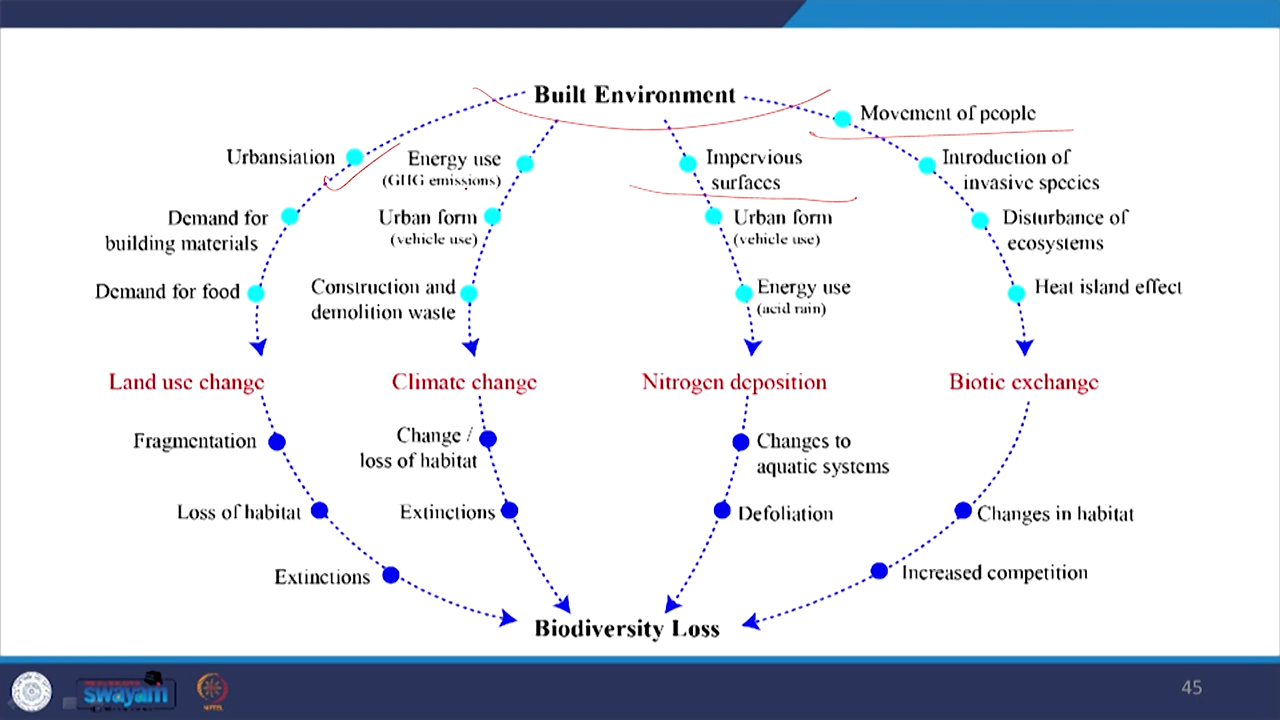 Built Environment
Movement of people
Urbansiation
Energy use
(GHG emissions)
Impervious
surfaces
Introduction of
invasive species
Demand for
building materials
Urban form
(vehicle use)
Urban form
(vehicle use)
Disturbance of
ecosystems
Demand for food
Construction and
demolition waste
Energy use
(acid rain)
Heat island effect
Land use change
Climate change
Nitrogen deposition
Biotic exchange
Fragmentation
Change /
loss of habitat
Changes to
aquatic systems
Loss of habitat
Extinctions
Defoliation
Changes in habitat
Extinctions
Increased competition
Biodiversity Loss
swayam
45